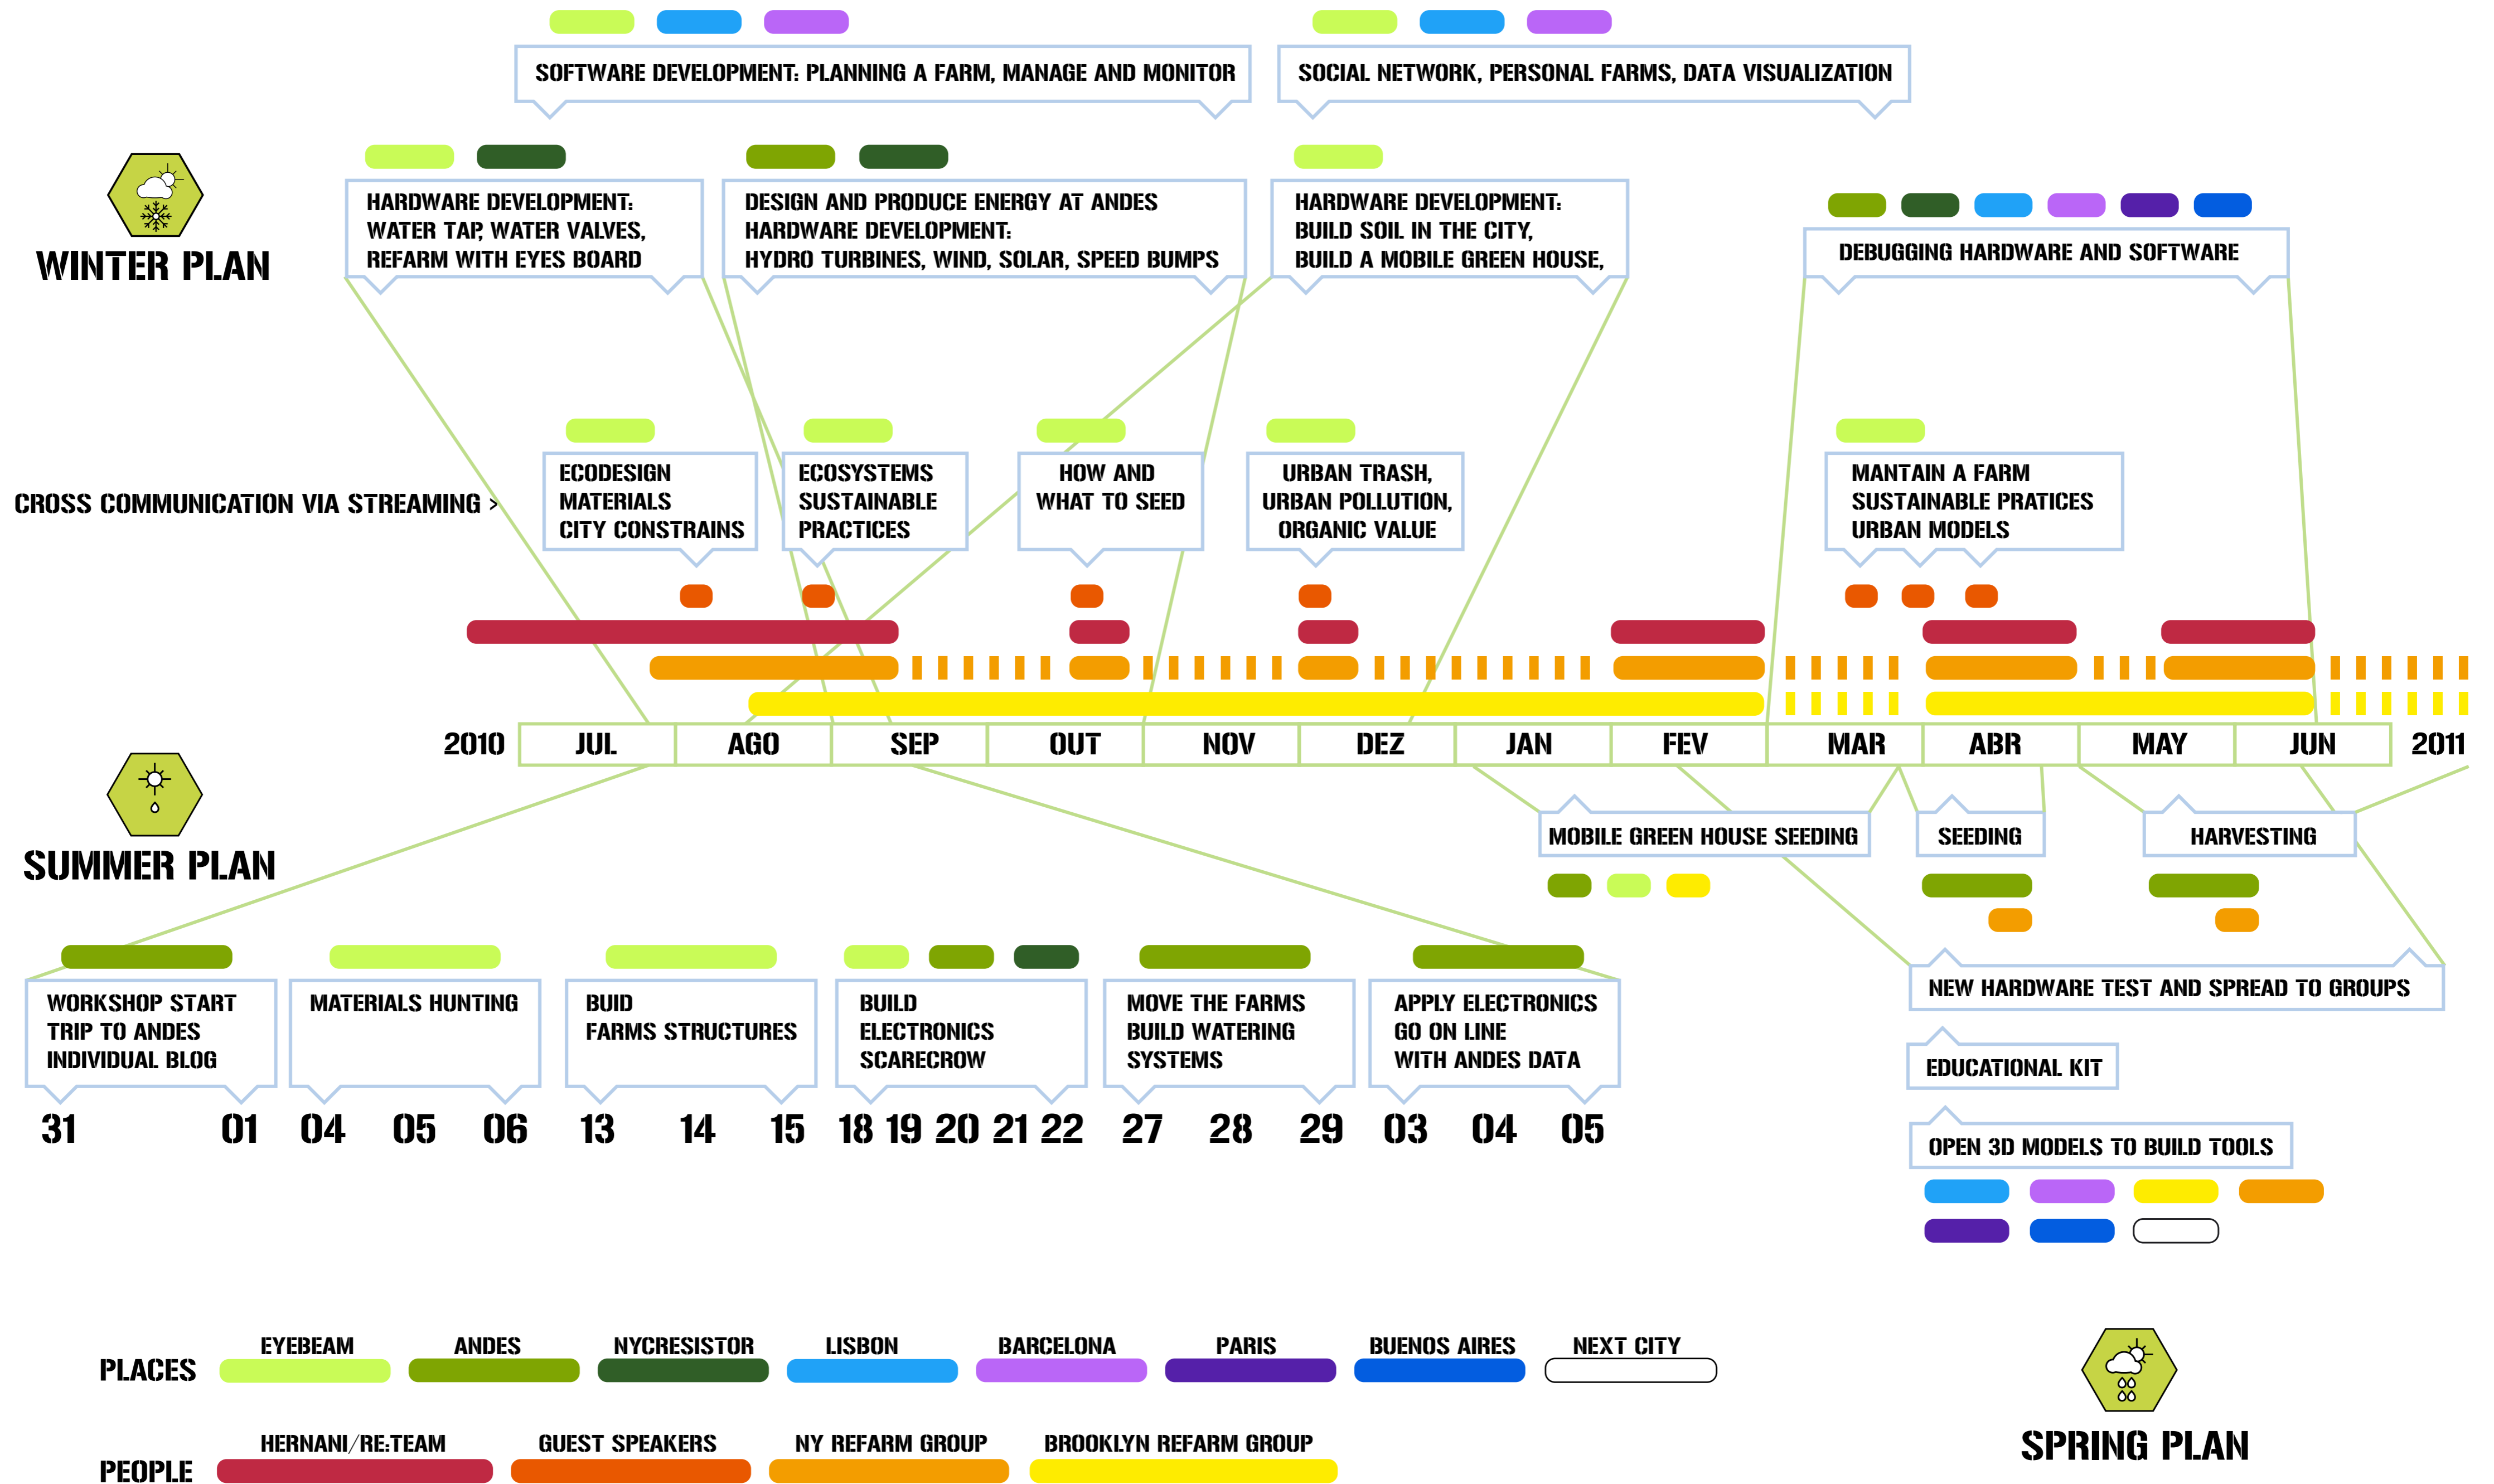 SOFTWARE DEVELOPMENT: PLANNING A FARM, MANAGE AND MONITOR
SOCIAL NETWORK, PERSONAL FARMS, DATA VISUALIZATION
WINTER PLAN
HARDWARE DEVELOPMENT:
WATER TAP, WATER VALVES,
REFARM WITH EYES BOARD
DESIGN AND PRODUCE ENERGY AT ANDES
HARDWARE DEVELOPMENT:
HYDRO TURBINES, WIND, SOLAR, SPEED BUMPS
HARDWARE DEVELOPMENT:
BUILD SOIL IN THE CITY,
BUILD A MOBILE GREEN HOUSE,
DEBUGGING HARDWARE AND SOFTWARE
CROSS COMMUNICATION VIA STREAMING >
ECODESIGN
MATERIALS
CITY CONSTRAINS
ECOSYSTEMS
SUSTAINABLE
PRACTICES
HOW AND
WHAT TO SEED
URBAN TRASH,
URBAN POLLUTION,
ORGANIC VALUE
MANTAIN A FARM
SUSTAINABLE PRATICES
URBAN MODELS
2010 JUL AGO SEP OUT NOV DEZ JAN FEV MAR ABR MAY JUN 2011
SUMMER PLAN
MOBILE GREEN HOUSE SEEDING
SEEDING
HARVESTING
WORKSHOP START
TRIP TO ANDES
INDIVIDUAL BLOG
MATERIALS HUNTING
BUID
FARMS STRUCTURES
BUILD
ELECTRONICS
SCARECROW
MOVE THE FARMS
BUILD WATERING
SYSTEMS
APPLY ELECTRONICS
GO ON LINE
WITH ANDES DATA
31 01 04 05 06 13 14 15 18 19 20 21 22 27 28 29 03 04 05
NEW HARDWARE TEST AND SPREAD TO GROUPS
EDUCATIONAL KIT
OPEN 3D MODELS TO BUILD TOOLS
PLACES
EYEBEAM
ANDES
NYCRESISTOR
LISBON
BARCELONA
PARIS
BUENOS AIRES
NEXT CITY
PEOPLE
HERNANI/RE:TEAM
GUEST SPEAKERS
NY REFARM GROUP
BROOKLYN REFARM GROUP
SPRING PLAN